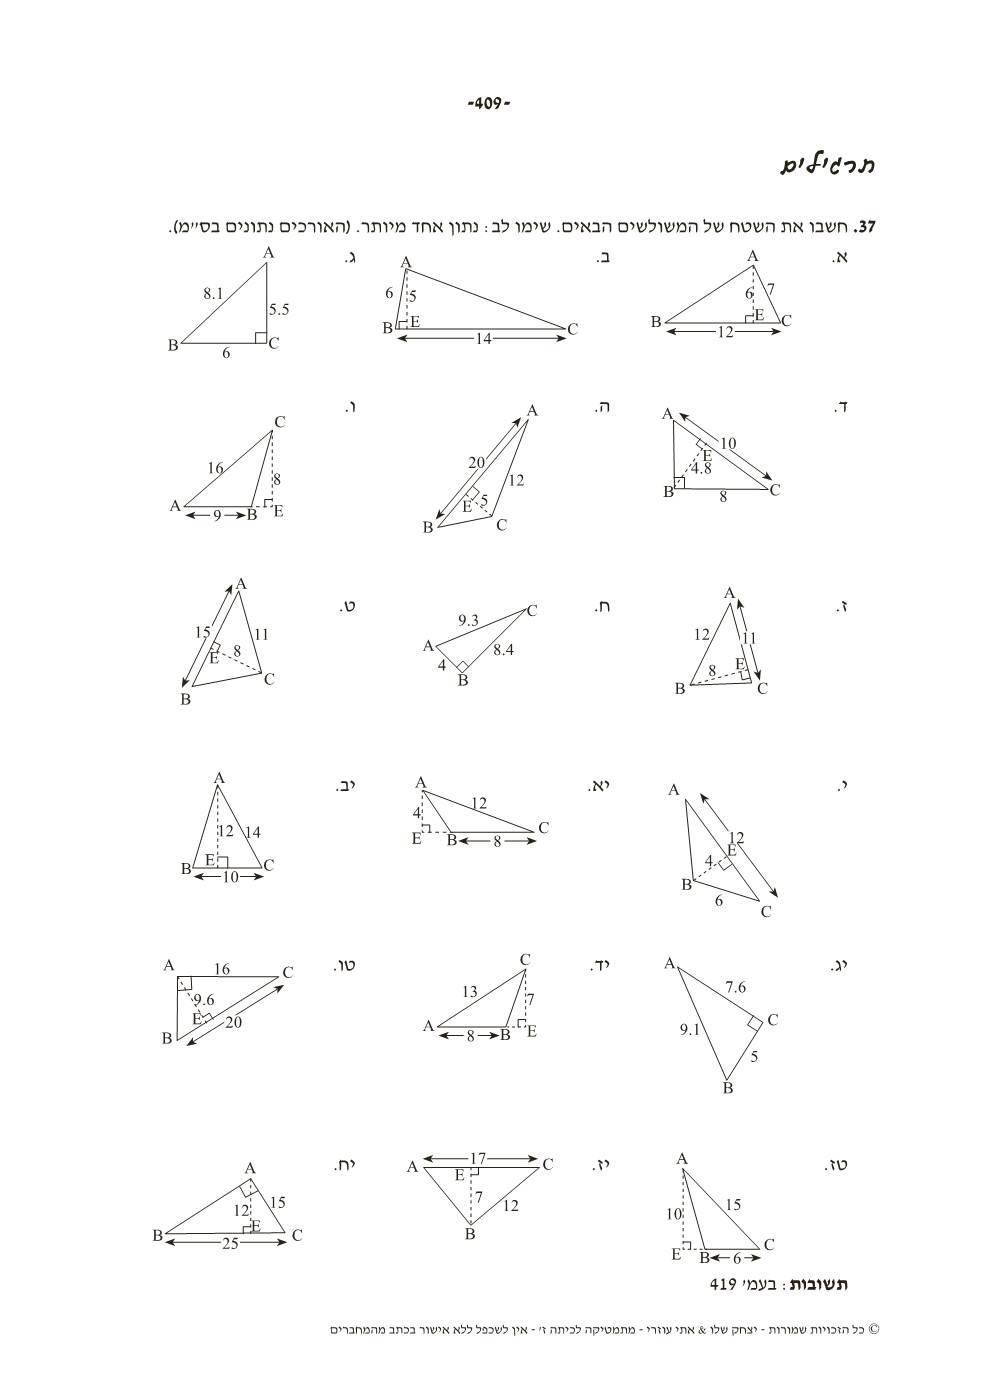 -409-
תרגילים
37. חשבו את השטח של המשולשים הבאים. שימו לב: נתון אחד מיותר. (האורכים נתונים בס"מ).
א. A 6 7 B E C 12
ב. A 6 5 B E C 14
ג. A 8.1 5.5 B 6 C
ד. A 10 E 4.8 B 8 C
ה. A 20 12 E 5 B C
ו. C 16 8 A 9 B E
ז. A 12 11 E 8 B C
ח. C 9.3 A 8.4 4 B
ט. A 15 11 E 8 B C
י. A 12 E 4 B 6 C
יא. A 12 4 E B 8 C
יב. A 12 14 E B C 10
יג. A 7.6 C 9.1 5 B
יד. C 13 7 A 8 B E
טו. A 16 C 9.6 E 20 B
טז. A 15 10 E B 6 C
יז. A 17 C E 7 12 B
יח. A 15 12 B E C 25
תשובות: בעמ' 419
© כל הזכויות שמורות - יצחק שלו & אתי עוזרי - מתמטיקה לכיתה ז' - אין לשכפל ללא אישור בכתב מהמחברים